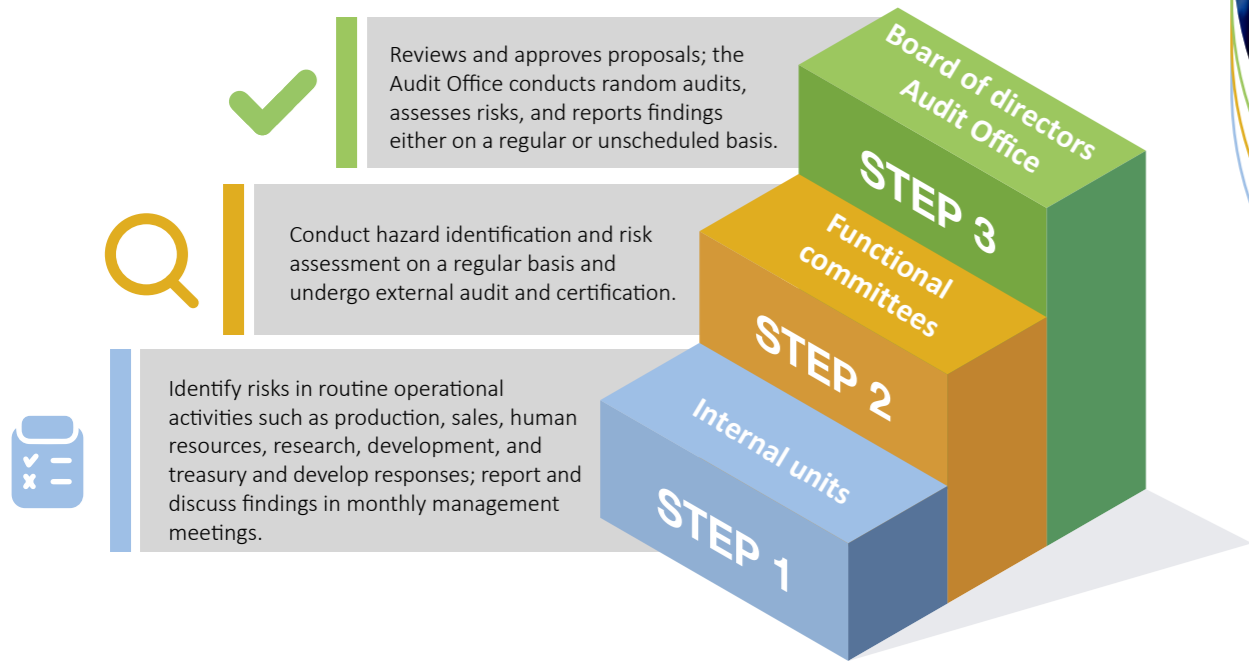 Reviews and approves proposals; the
Audit Office conducts random audits,
assesses risks, and reports findings
either on a regular or unscheduled basis.
Board of directors
Audit Office
STEP 3
Conduct hazard identification and risk
assessment on a regular basis and
undergo external audit and certification.
Functional
committees
STEP 2
Identify risks in routine operational
activities such as production, sales, human
resources, research, development, and
treasury and develop responses; report and
discuss findings in monthly management
meetings.
Internal units
STEP 1